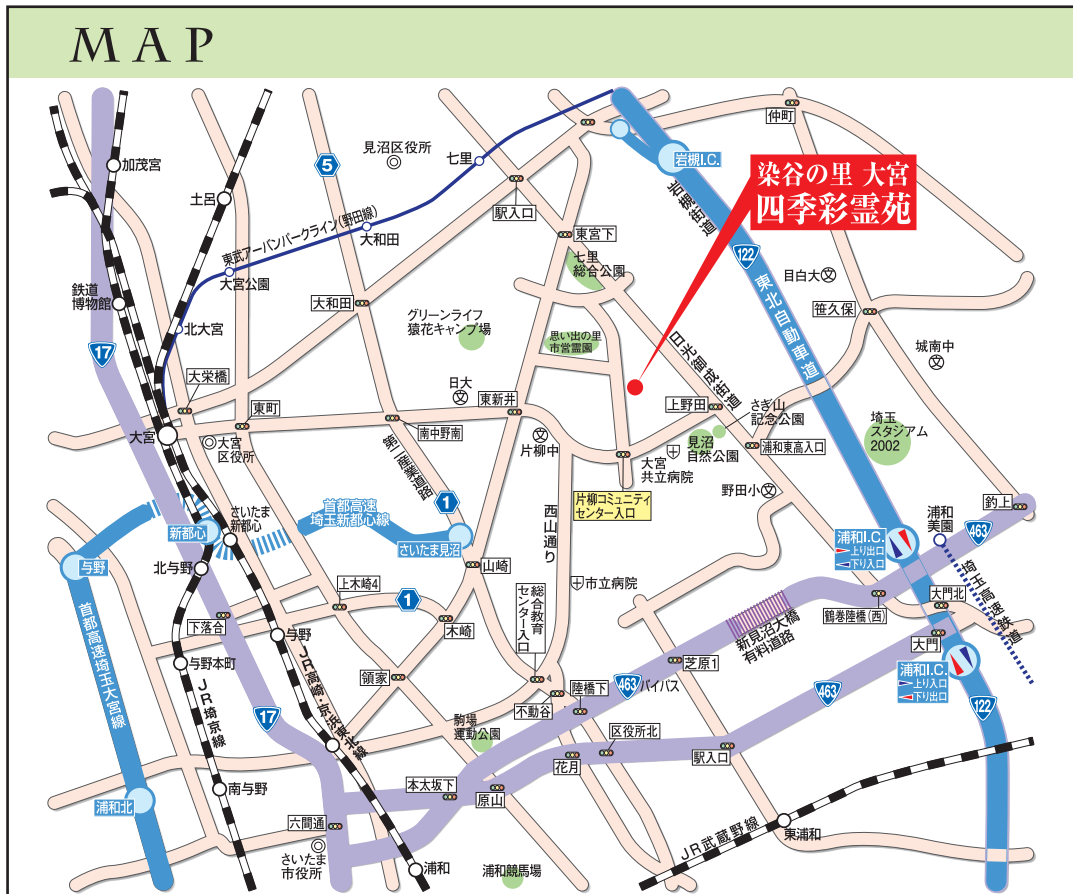 MAP
加茂宮
土呂
見沼区役所
七里
仲町
岩槻I.C.
岩槻街道
染谷の里 大宮
四季彩霊苑
5
駅入口
東武アーバンパークライン(野田線)
大和田
東宮下
七里
総合公園
122
目白大
文
大宮公園
鉄道
博物館
大和田
グリーンライフ
猿花キャンプ場
思い出の里
市営霊園
日光御成街道
東北自動車道
笹久保
北大宮
17
城南中
文
大栄橋
日大
文
東新井
上野田
さぎ山
記念公園
東町
大宮
大宮
区役所
南中野南
片柳中
文
大宮
共立病院
見沼
自然公園
浦和東高入口
埼玉
スタジアム
2002
第二産業道路
野田小
文
片柳コミュニティ
センター入口
西山通り
1
首都高速
埼玉新都心線
さいたま
新都心
新都心
さいたま見沼
釣上
463
浦和
美園
浦和I.C.
上り出口
下り入口
与野
北与野
山崎
市立病院
埼玉高速鉄道
上木崎4
1
総合教育
センター入口
鶴巻陸橋(西)
大門北
下落合
木崎
新見沼大橋
有料道路
大門
首都高速埼玉大宮線
与野
与野本町
JR高崎・京浜東北線
領家
芝原1
浦和I.C.
上り入口
下り出口
463
バイパス
463
陸橋下
不動谷
122
JR埼京線
17
駒場
運動公園
区役所北
花月
駅入口
本太坂下
原山
南与野
浦和北
六間通
さいたま
市役所
浦和
浦和競馬場
JR武蔵野線
東浦和